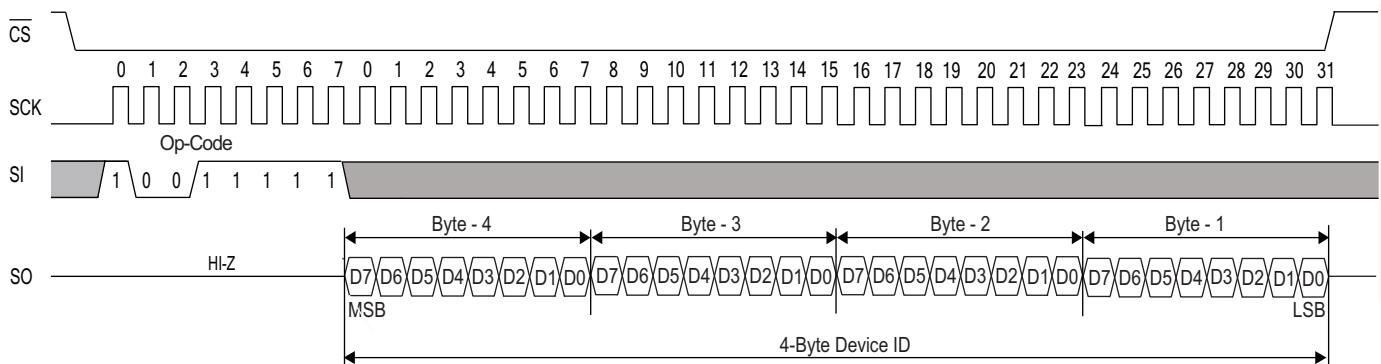 CS
0 1 2 3 4 5 6 7 0 1 2 3 4 5 6 7 8 9 10 11 12 13 14 15 16 17 18 19 20 21 22 23 24 25 26 27 28 29 30 31
SCK
Op-Code
SI 1 0 0 1 1 1 1 1
Byte - 4 Byte - 3 Byte - 2 Byte - 1
SO HI-Z D7 D6 D5 D4 D3 D2 D1 D0 D7 D6 D5 D4 D3 D2 D1 D0 D7 D6 D5 D4 D3 D2 D1 D0 D7 D6 D5 D4 D3 D2 D1 D0
MSB LSB
4-Byte Device ID